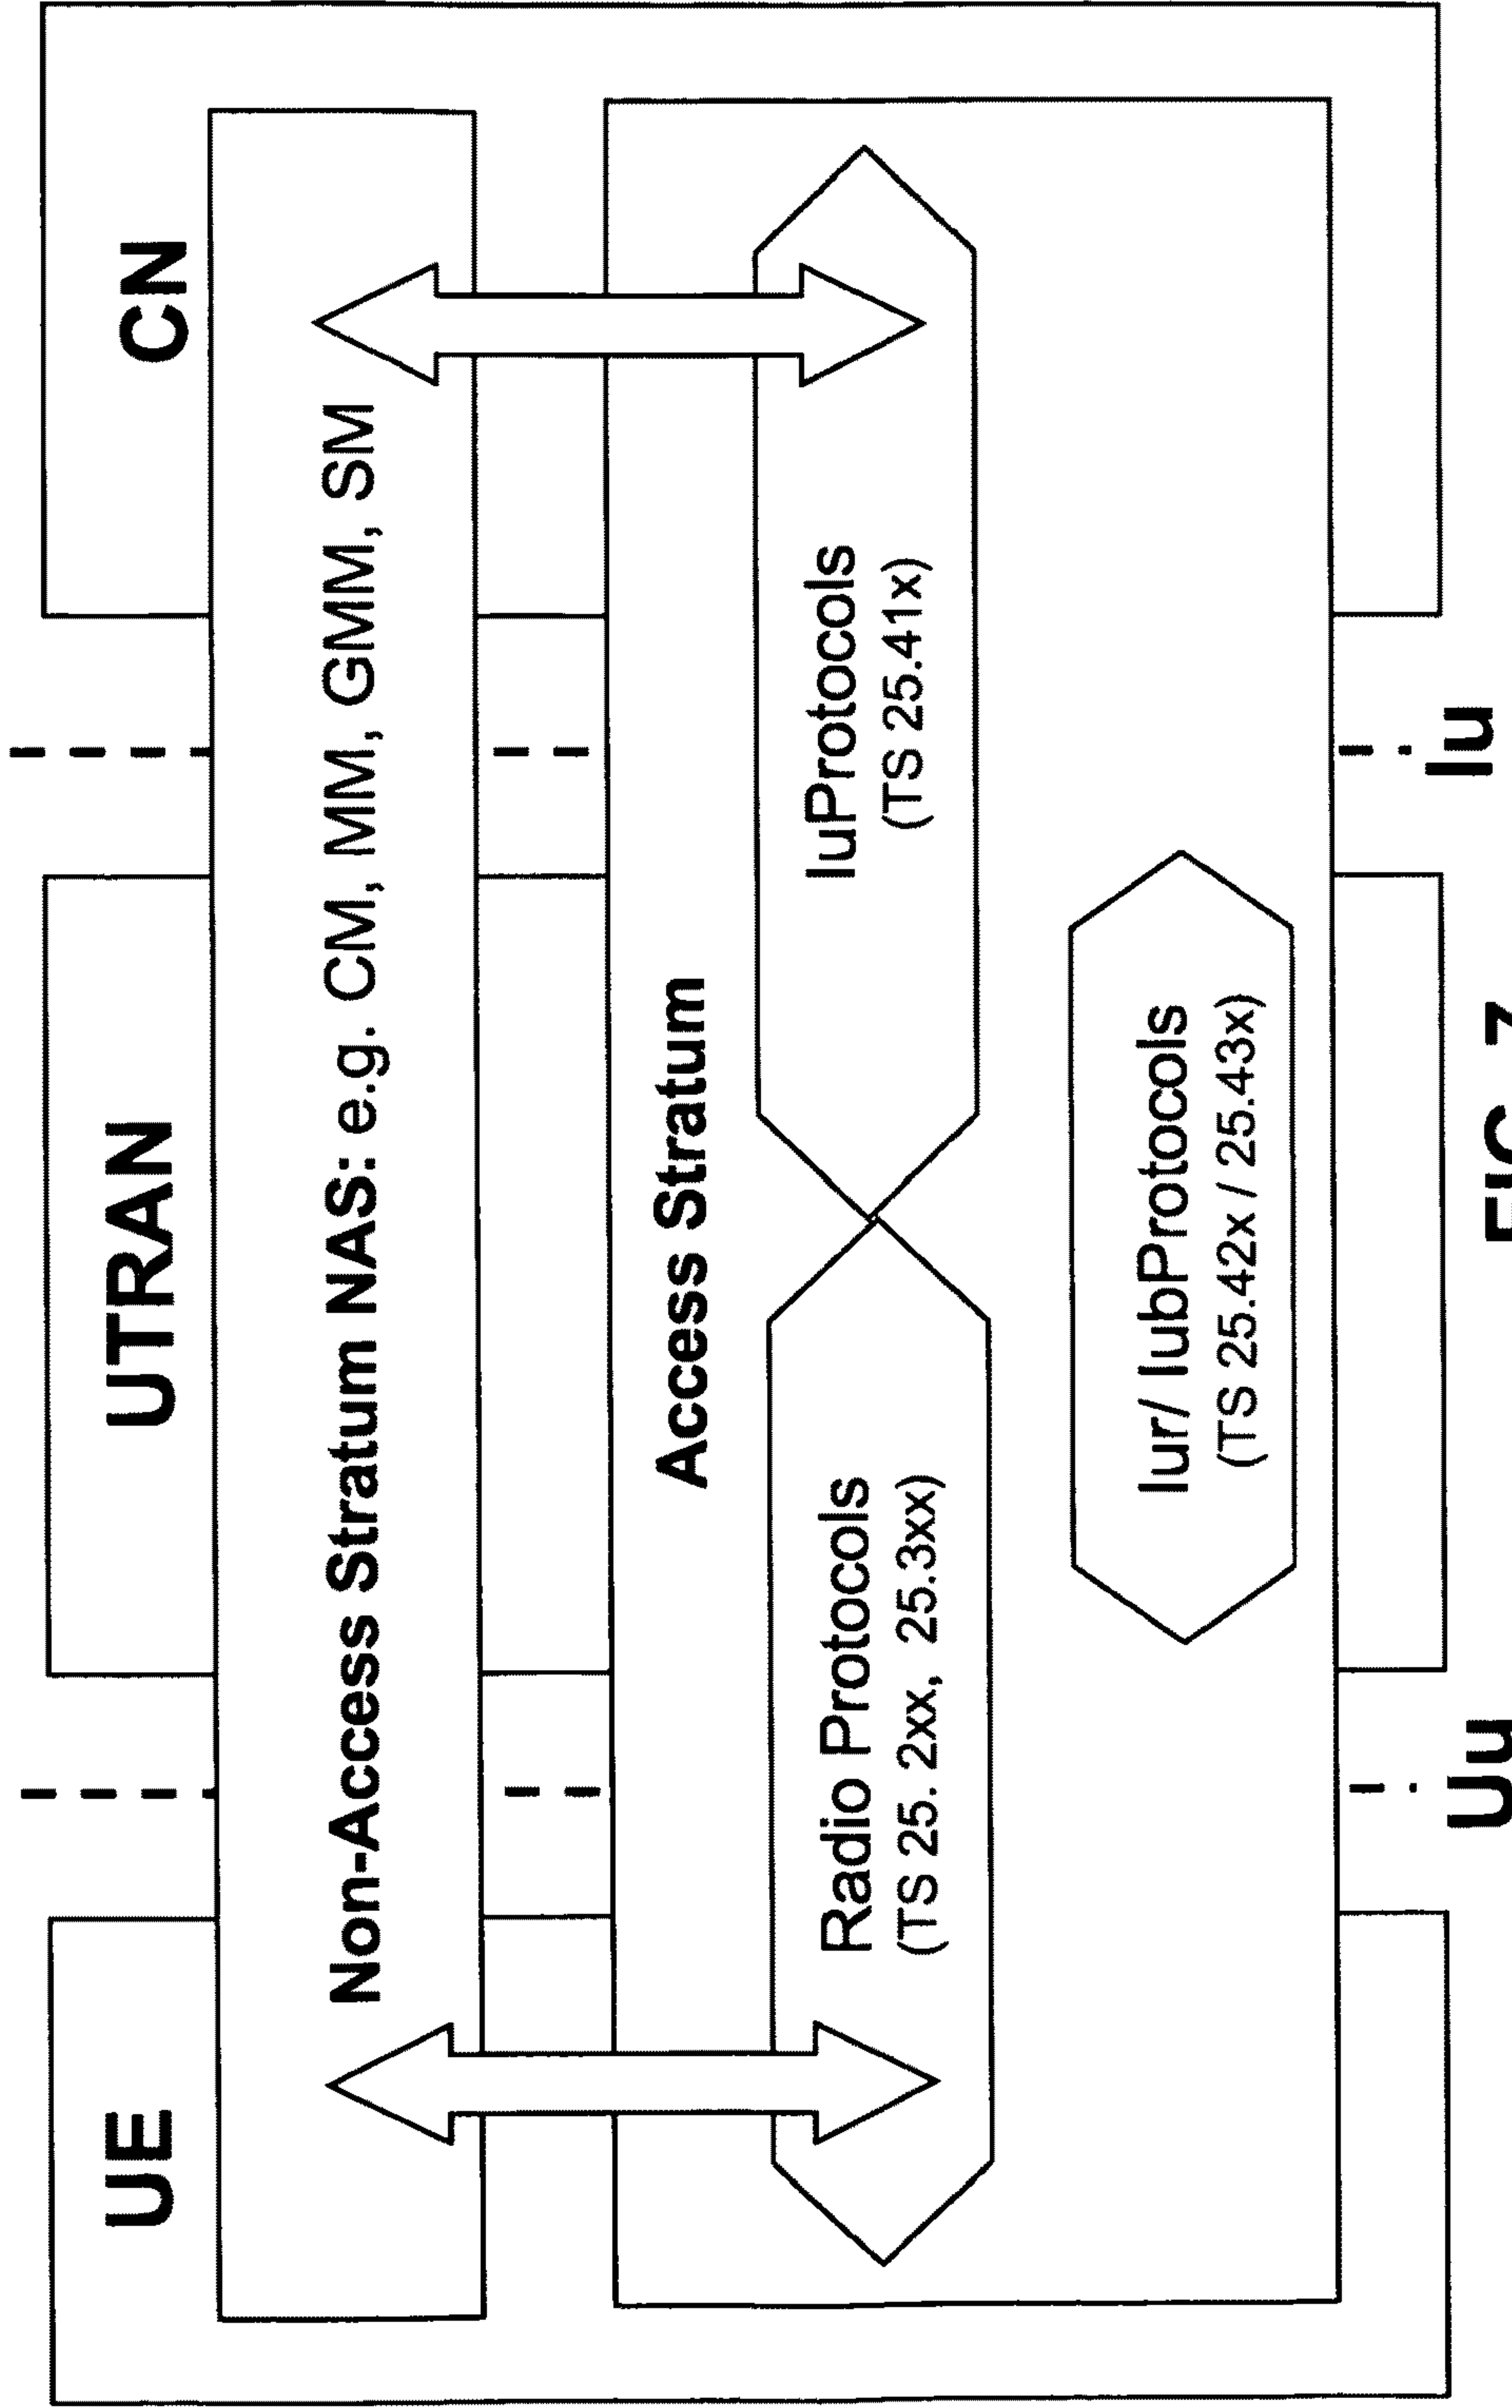 UE
UTRAN
CN
Non-Access Stratum NAS: e.g. CM, MM, GMM, SM
Access Stratum
Radio Protocols
(TS 25. 2xx, 25.3xx)
IuProtocols
(TS 25.41x)
Iur/ IubProtocols
(TS 25.42x / 25.43x)
Uu
Iu